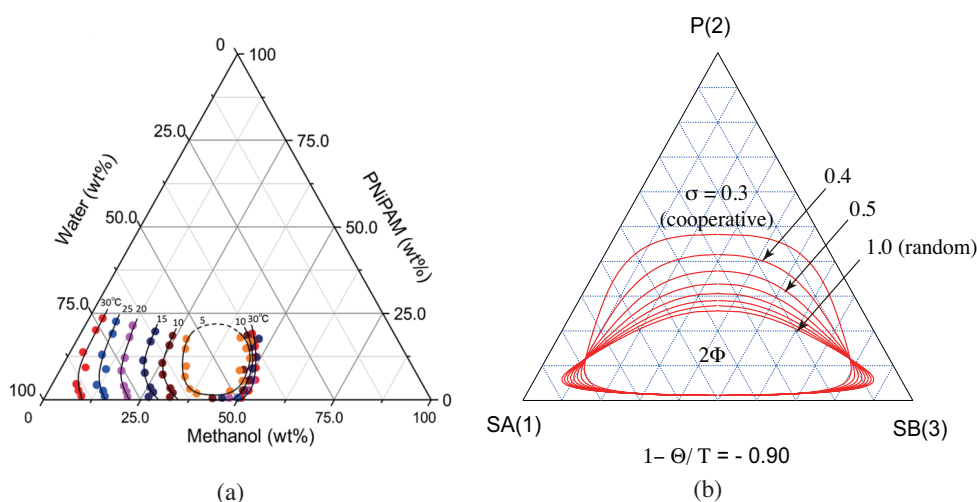 0
100
Water (wt%)
PNiPAM (wt%)
25.0
75.0
50.0
50.0
75.0
25.0
30°C
25
20
15
10
5
10
30°C
100
0
0
25.0
50.0
75.0
100
Methanol (wt%)
(a)
P(2)
σ = 0.3
(cooperative)
0.4
0.5
1.0 (random)
2Φ
SA(1)
SB(3)
1– Θ/ T = - 0.90
(b)